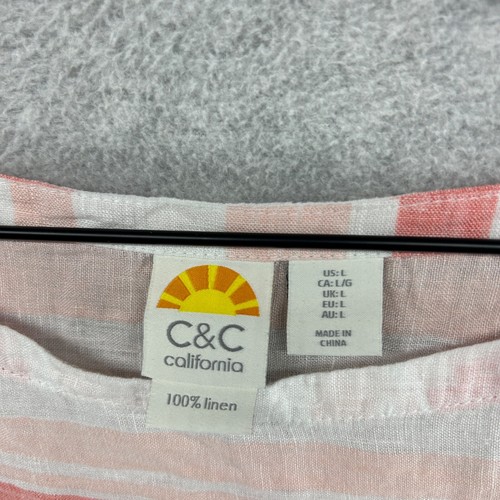 C&C
california
100% linen
US: L
CA: L/G
UK: L
EU: L
AU: L
MADE IN
CHINA